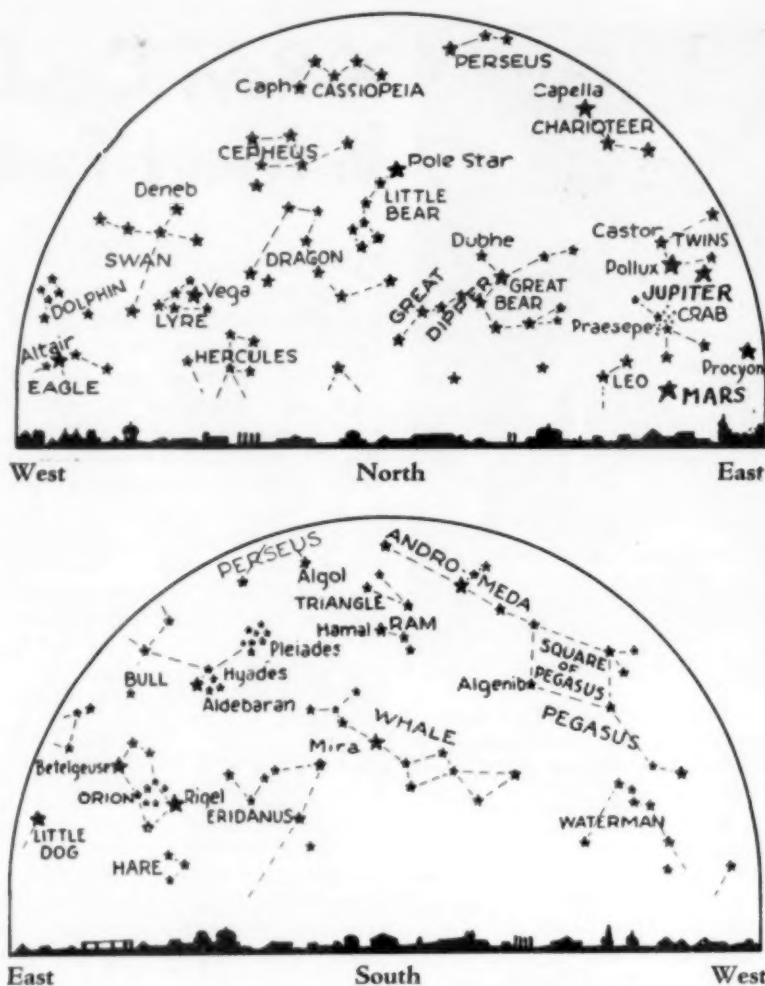 PERSEUS
Caph
CASSIOPEIA
Capella
CHARIOTEER
CEPHEUS
Pole Star
Deneb
LITTLE
BEAR
Castor
TWINS
Dubhe
SWAN
DRAGON
Pollux
GREAT
DIPPER
GREAT
BEAR
JUPITER
DOLPHIN
Vega
LYRE
CRAB
Praesepe
Altair
HERCULES
Procyon
EAGLE
LEO
MARS
West North East
PERSEUS
ANDROMEDA
Algol
TRIANGLE
Hamal
RAM
Pleiades
SQUARE
OF
PEGASUS
BULL
Hyades
Algenib
Aldebaran
WHALE
PEGASUS
Mira
Betelgeuse
ORION
Rigel
ERIDANUS
WATERMAN
LITTLE
DOG
HARE
East South West